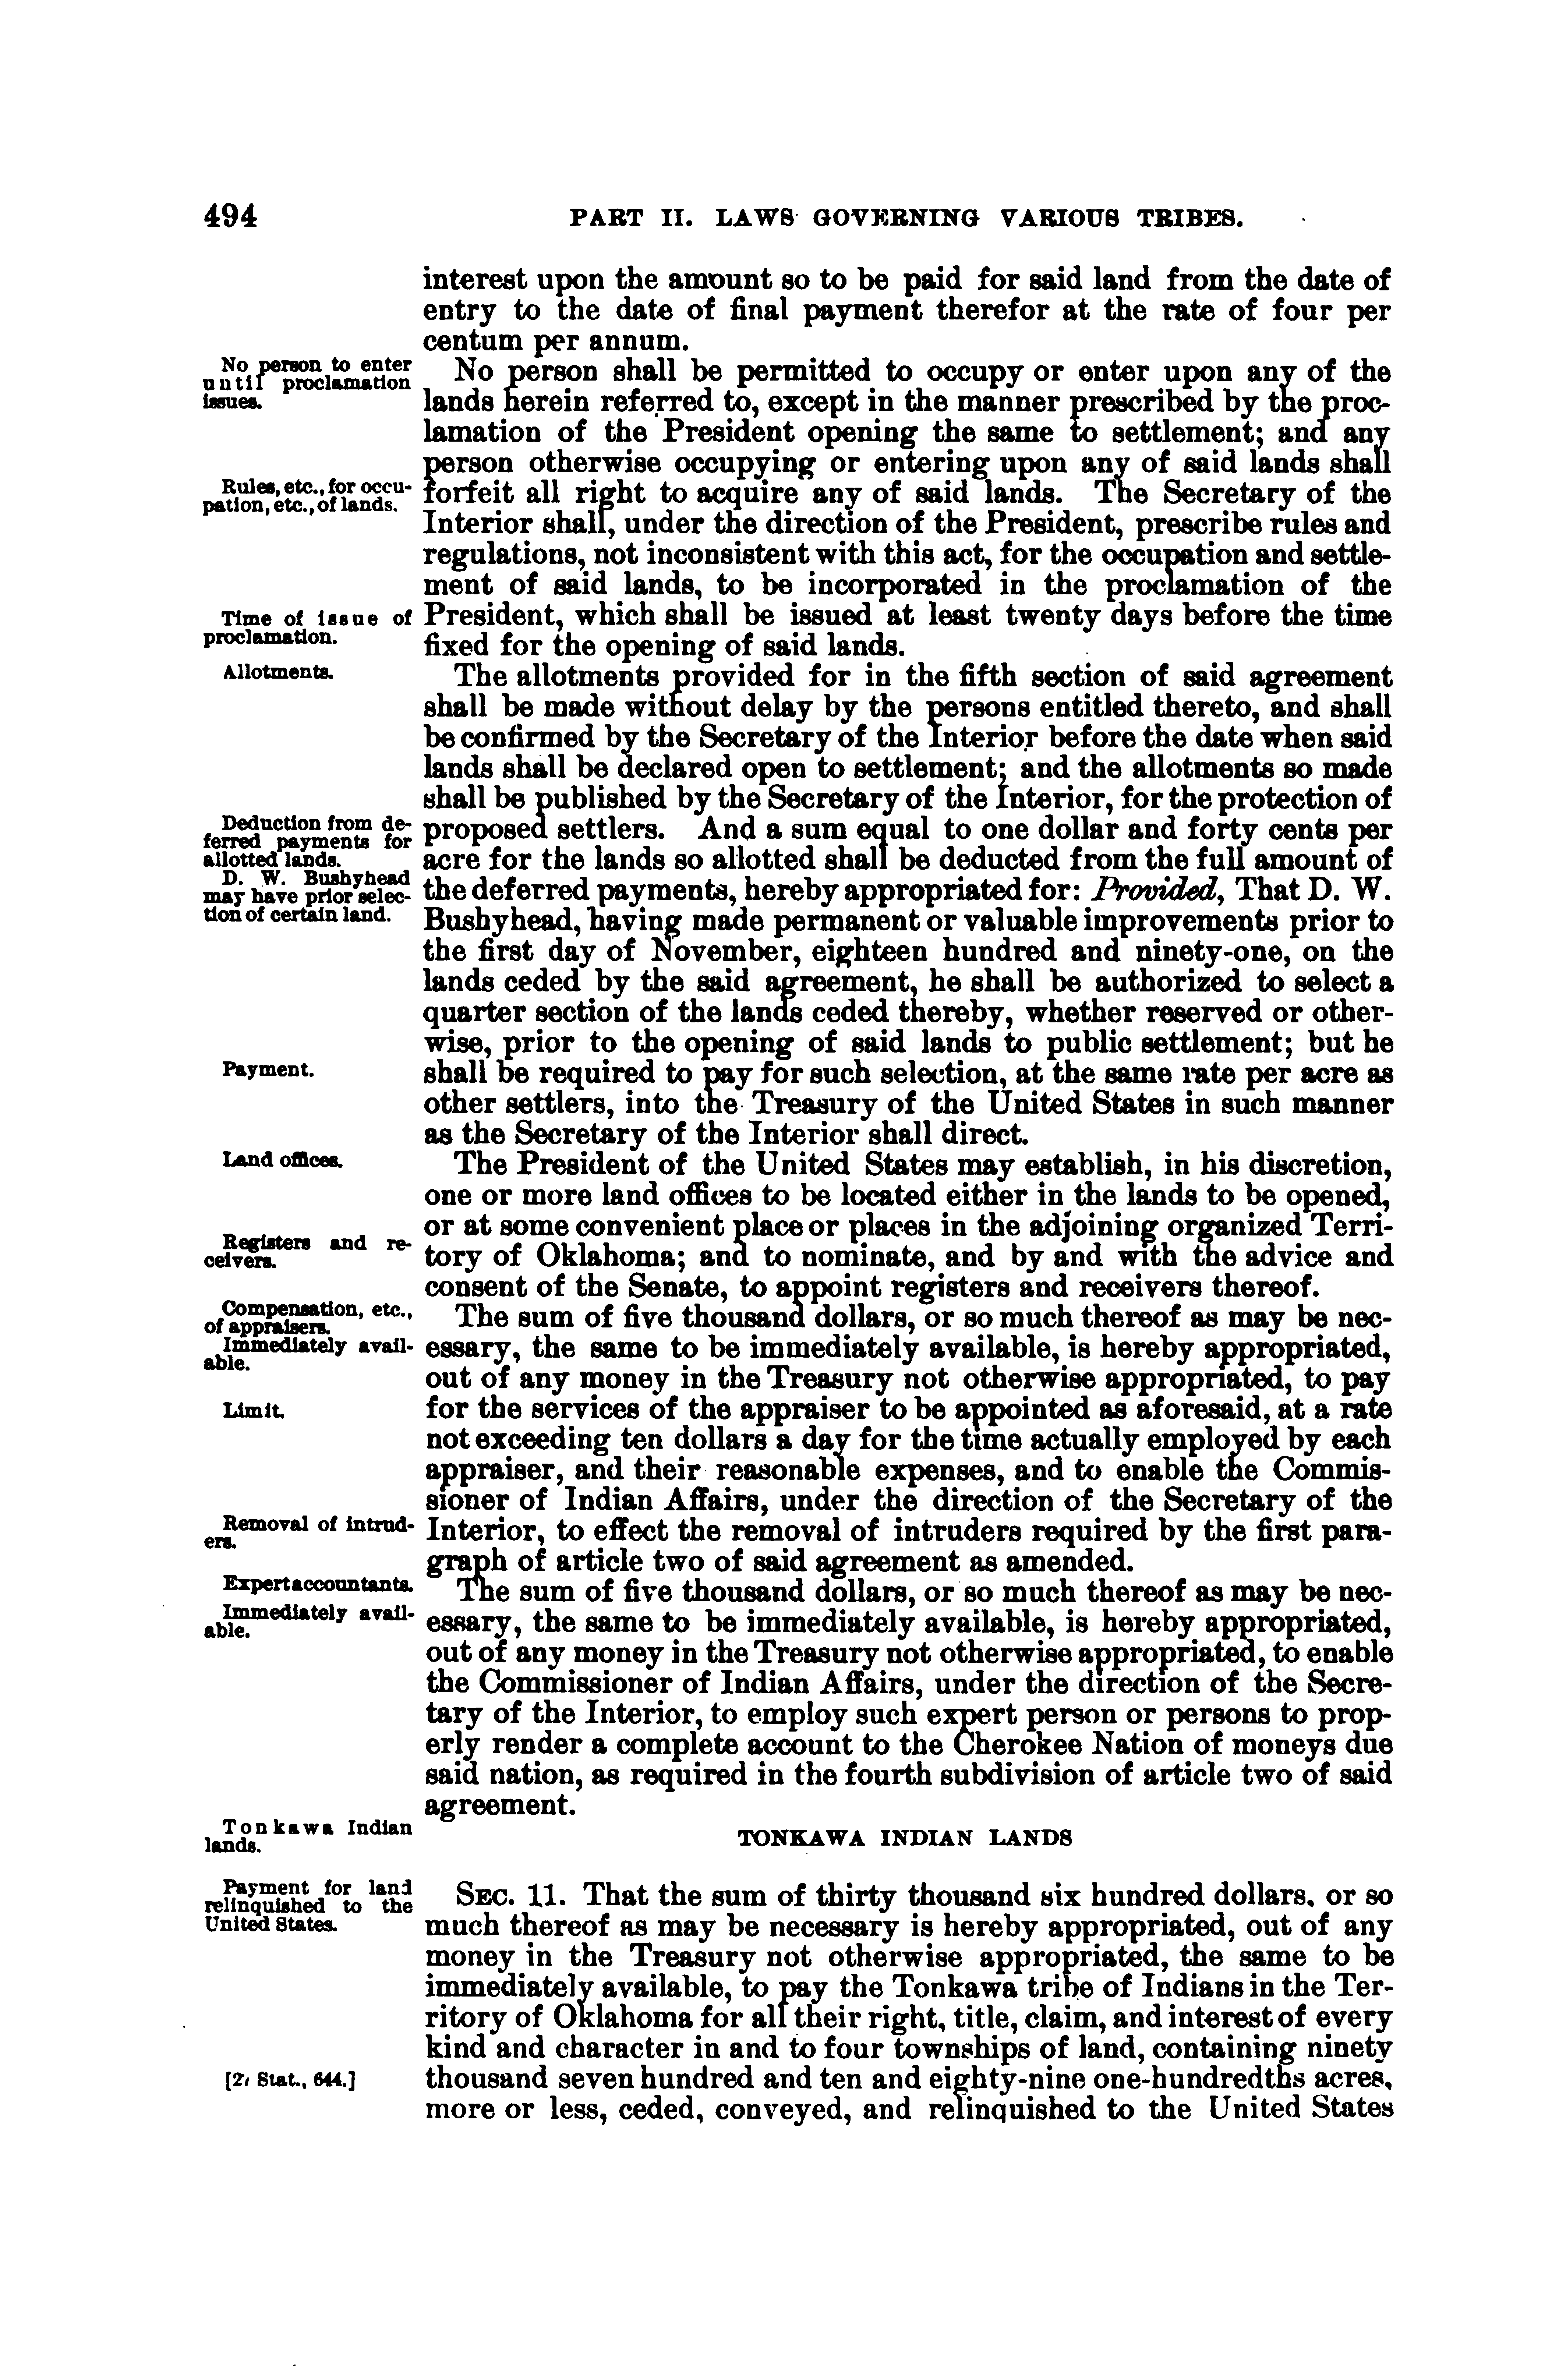 494
PART II. LAWS GOVERNING VARIOUS TRIBES.
interest upon the amount so to be paid for said land from the date of
entry to the date of final payment therefor at the rate of four per
centum per annum.
No person to enter
until proclamation
issues.
No person shall be permitted to occupy or enter upon any of the
lands herein referred to, except in the manner prescribed by the proc-
lamation of the President opening the same to settlement; and any
person otherwise occupying or entering upon any of said lands shall
Rules, etc., for occu-
pation, etc., of lands.
forfeit all right to acquire any of said lands. The Secretary of the
Interior shall, under the direction of the President, prescribe rules and
regulations, not inconsistent with this act, for the occupation and settle-
ment of said lands, to be incorporated in the proclamation of the
Time of issue of
proclamation.
President, which shall be issued at least twenty days before the time
fixed for the opening of said lands.
Allotments.
The allotments provided for in the fifth section of said agreement
shall be made without delay by the persons entitled thereto, and shall
be confirmed by the Secretary of the Interior before the date when said
lands shall be declared open to settlement; and the allotments so made
shall be published by the Secretary of the Interior, for the protection of
Deduction from de-
ferred payments for
allotted lands.
proposed settlers. And a sum equal to one dollar and forty cents per
acre for the lands so allotted shall be deducted from the full amount of
D. W. Bushyhead
may have prior selec-
tion of certain land.
the deferred payments, hereby appropriated for: Provided, That D. W.
Bushyhead, having made permanent or valuable improvements prior to
the first day of November, eighteen hundred and ninety-one, on the
lands ceded by the said agreement, he shall be authorized to select a
quarter section of the lands ceded thereby, whether reserved or other-
wise, prior to the opening of said lands to public settlement; but he
Payment.
shall be required to pay for such selection, at the same rate per acre as
other settlers, into the Treasury of the United States in such manner
as the Secretary of the Interior shall direct.
Land offices.
The President of the United States may establish, in his discretion,
one or more land offices to be located either in the lands to be opened,
or at some convenient place or places in the adjoining organized Terri-
Registers and re-
ceivers.
tory of Oklahoma; and to nominate, and by and with the advice and
consent of the Senate, to appoint registers and receivers thereof.
Compensation, etc.,
of appraisers.
The sum of five thousand dollars, or so much thereof as may be nec-
Immediately avail-
able.
essary, the same to be immediately available, is hereby appropriated,
out of any money in the Treasury not otherwise appropriated, to pay
Limit.
for the services of the appraiser to be appointed as aforesaid, at a rate
not exceeding ten dollars a day for the time actually employed by each
appraiser, and their reasonable expenses, and to enable the Commis-
sioner of Indian Affairs, under the direction of the Secretary of the
Removal of intrud-
ers.
Interior, to effect the removal of intruders required by the first para-
graph of article two of said agreement as amended.
Expert accountants.
The sum of five thousand dollars, or so much thereof as may be nec-
Immediately avail-
able.
essary, the same to be immediately available, is hereby appropriated,
out of any money in the Treasury not otherwise appropriated, to enable
the Commissioner of Indian Affairs, under the direction of the Secre-
tary of the Interior, to employ such expert person or persons to prop-
erly render a complete account to the Cherokee Nation of moneys due
said nation, as required in the fourth subdivision of article two of said
agreement.
Tonkawa Indian
lands.
TONKAWA INDIAN LANDS
Payment for land
relinquished to the
United States.
SEC. 11. That the sum of thirty thousand six hundred dollars, or so
much thereof as may be necessary is hereby appropriated, out of any
money in the Treasury not otherwise appropriated, the same to be
immediately available, to pay the Tonkawa tribe of Indians in the Ter-
ritory of Oklahoma for all their right, title, claim, and interest of every
kind and character in and to four townships of land, containing ninety
[27 Stat., 644.]
thousand seven hundred and ten and eighty-nine one-hundredths acres,
more or less, ceded, conveyed, and relinquished to the United States